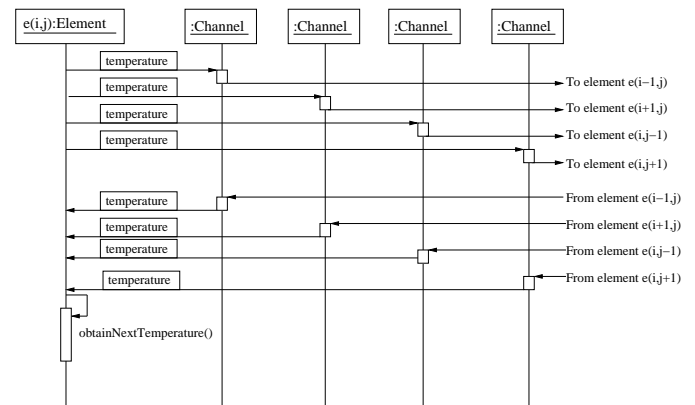 e(i,j):Element
:Channel
:Channel
:Channel
:Channel
temperature
To element e(i−1,j)
temperature
To element e(i+1,j)
temperature
To element e(i,j−1)
temperature
To element e(i,j+1)
temperature
From element e(i−1,j)
temperature
From element e(i+1,j)
temperature
From element e(i,j−1)
temperature
From element e(i,j+1)
obtainNextTemperature()